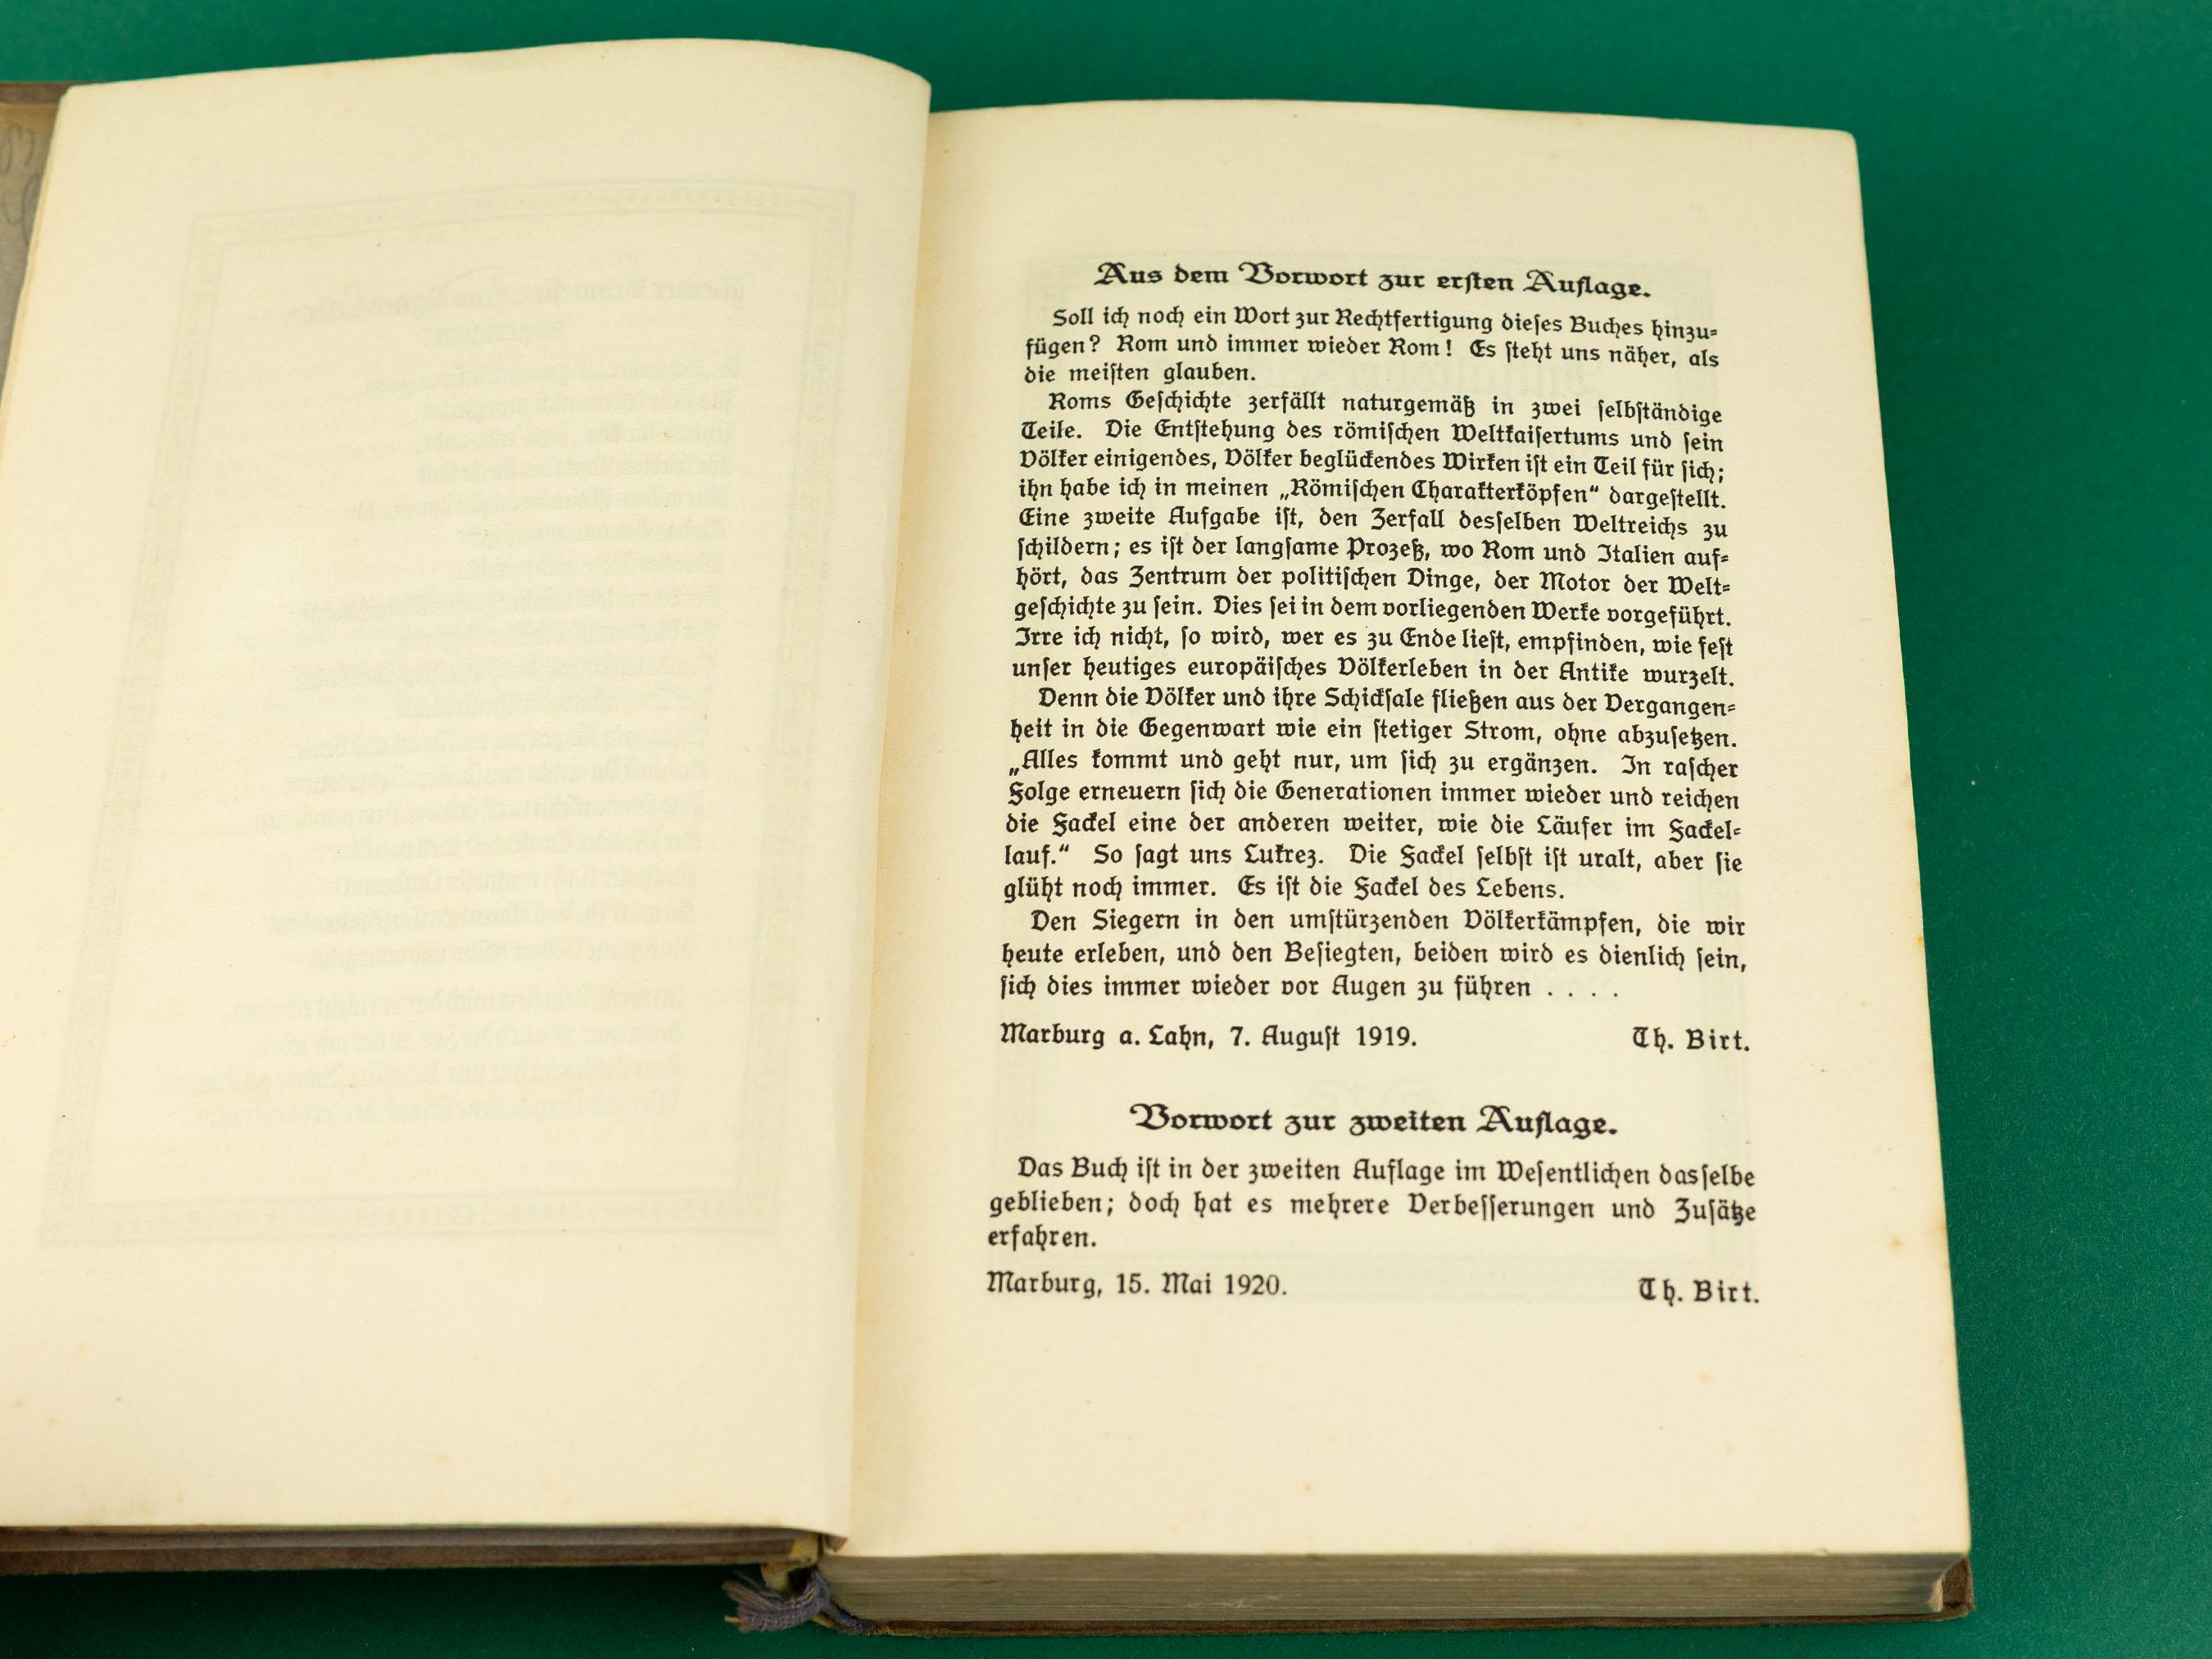 Aus dem Vorwort zur ersten Auflage.
Soll ich noch ein Wort zur Rechtfertigung dieses Buches hinzu-
fügen? Rom und immer wieder Rom! Es steht uns näher, als
die meisten glauben.
Roms Geschichte zerfällt naturgemäß in zwei selbständige
Teile. Die Entstehung des römischen Weltkaisertums und sein
Völker einigendes, Völker beglückendes Wirken ist ein Teil für sich;
ihn habe ich in meinen „Römischen Charakterköpfen“ dargestellt.
Eine zweite Aufgabe ist, den Zerfall desselben Weltreichs zu
schildern; es ist der langsame Prozeß, wo Rom und Italien auf-
hört, das Zentrum der politischen Dinge, der Motor der Welt-
geschichte zu sein. Dies sei in dem vorliegenden Werke vorgeführt.
Irre ich nicht, so wird, wer es zu Ende liest, empfinden, wie fest
unser heutiges europäisches Völkerleben in der Antike wurzelt.
Denn die Völker und ihre Schicksale fließen aus der Vergangen-
heit in die Gegenwart wie ein stetiger Strom, ohne abzusetzen.
„Alles kommt und geht nur, um sich zu ergänzen. In rascher
Folge erneuern sich die Generationen immer wieder und reichen
die Fackel eine der anderen weiter, wie die Läufer im Fackel-
lauf.“ So sagt uns Lukrez. Die Fackel selbst ist uralt, aber sie
glüht noch immer. Es ist die Fackel des Lebens.
Den Siegern in den umstürzenden Völkerkämpfen, die wir
heute erleben, und den Besiegten, beiden wird es dienlich sein,
sich dies immer wieder vor Augen zu führen . . . .
Marburg a. Lahn, 7. August 1919. Th. Birt.
Vorwort zur zweiten Auflage.
Das Buch ist in der zweiten Auflage im Wesentlichen dasselbe
geblieben; doch hat es mehrere Verbesserungen und Zusätze
erfahren.
Marburg, 15. Mai 1920. Th. Birt.